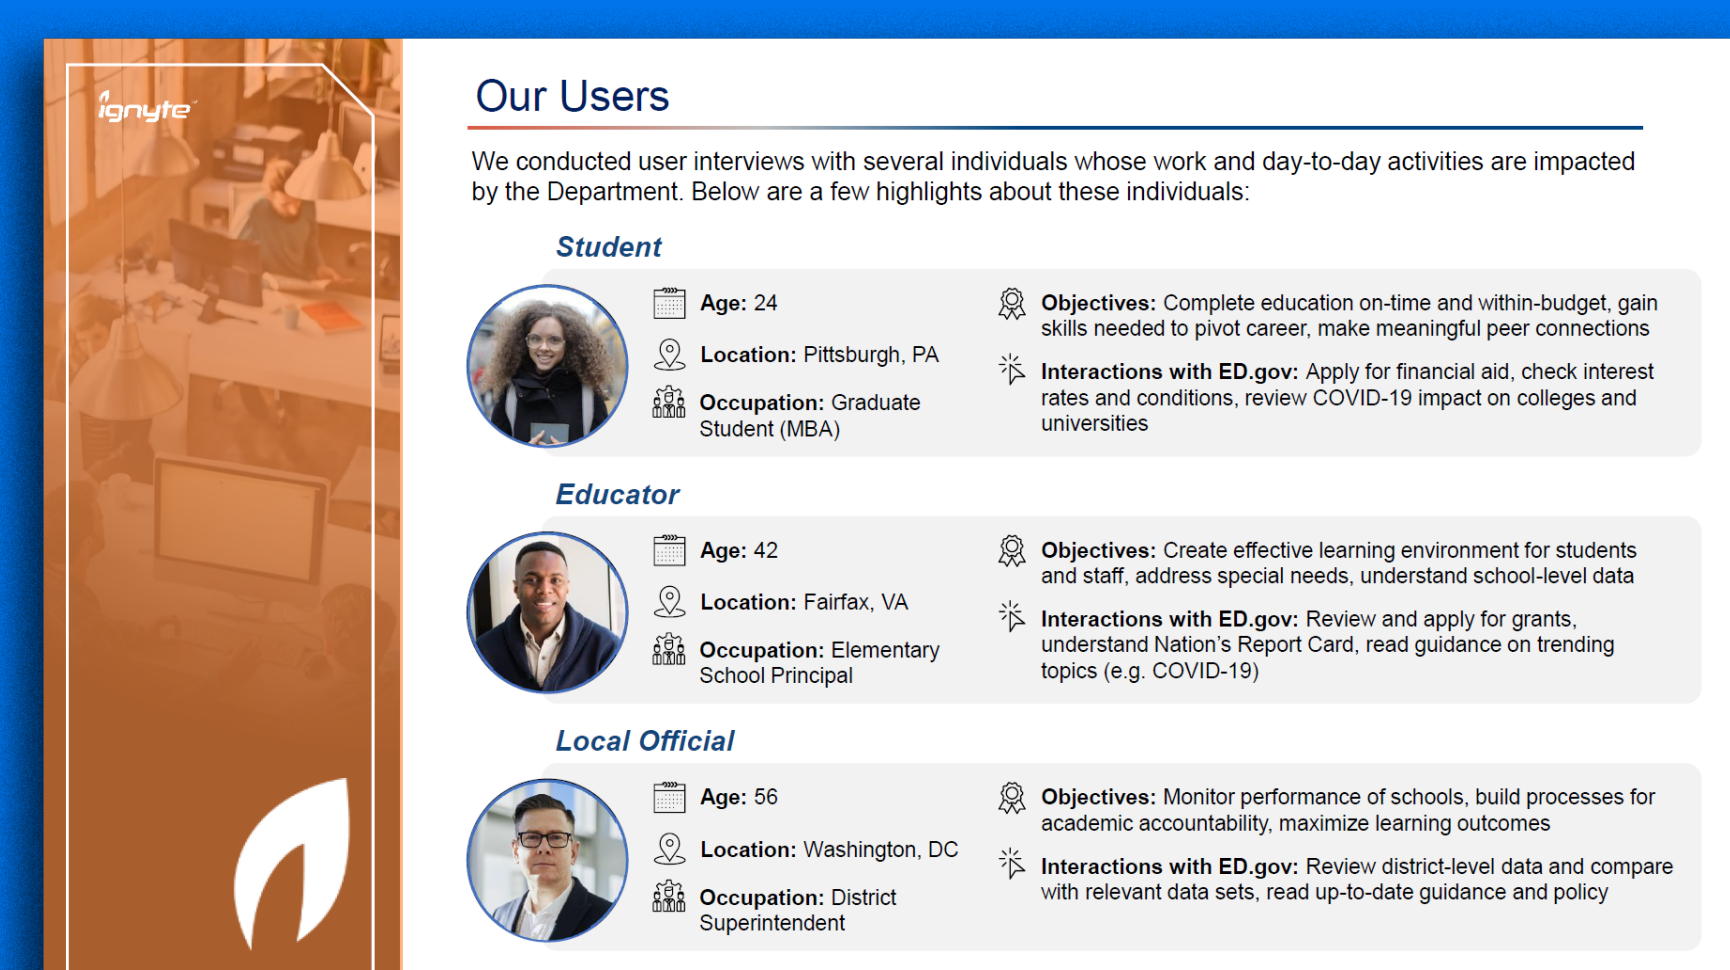 ignyte
Our Users
We conducted user interviews with several individuals whose work and day-to-day activities are impacted
by the Department. Below are a few highlights about these individuals:
Student
Age: 24
Location: Pittsburgh, PA
Occupation: Graduate
Student (MBA)
Objectives: Complete education on-time and within-budget, gain
skills needed to pivot career, make meaningful peer connections
Interactions with ED.gov: Apply for financial aid, check interest
rates and conditions, review COVID-19 impact on colleges and
universities
Educator
Age: 42
Location: Fairfax, VA
Occupation: Elementary
School Principal
Objectives: Create effective learning environment for students
and staff, address special needs, understand school-level data
Interactions with ED.gov: Review and apply for grants,
understand Nation's Report Card, read guidance on trending
topics (e.g. COVID-19)
Local Official
Age: 56
Location: Washington, DC
Occupation: District
Superintendent
Objectives: Monitor performance of schools, build processes for
academic accountability, maximize learning outcomes
Interactions with ED.gov: Review district-level data and compare
with relevant data sets, read up-to-date guidance and policy